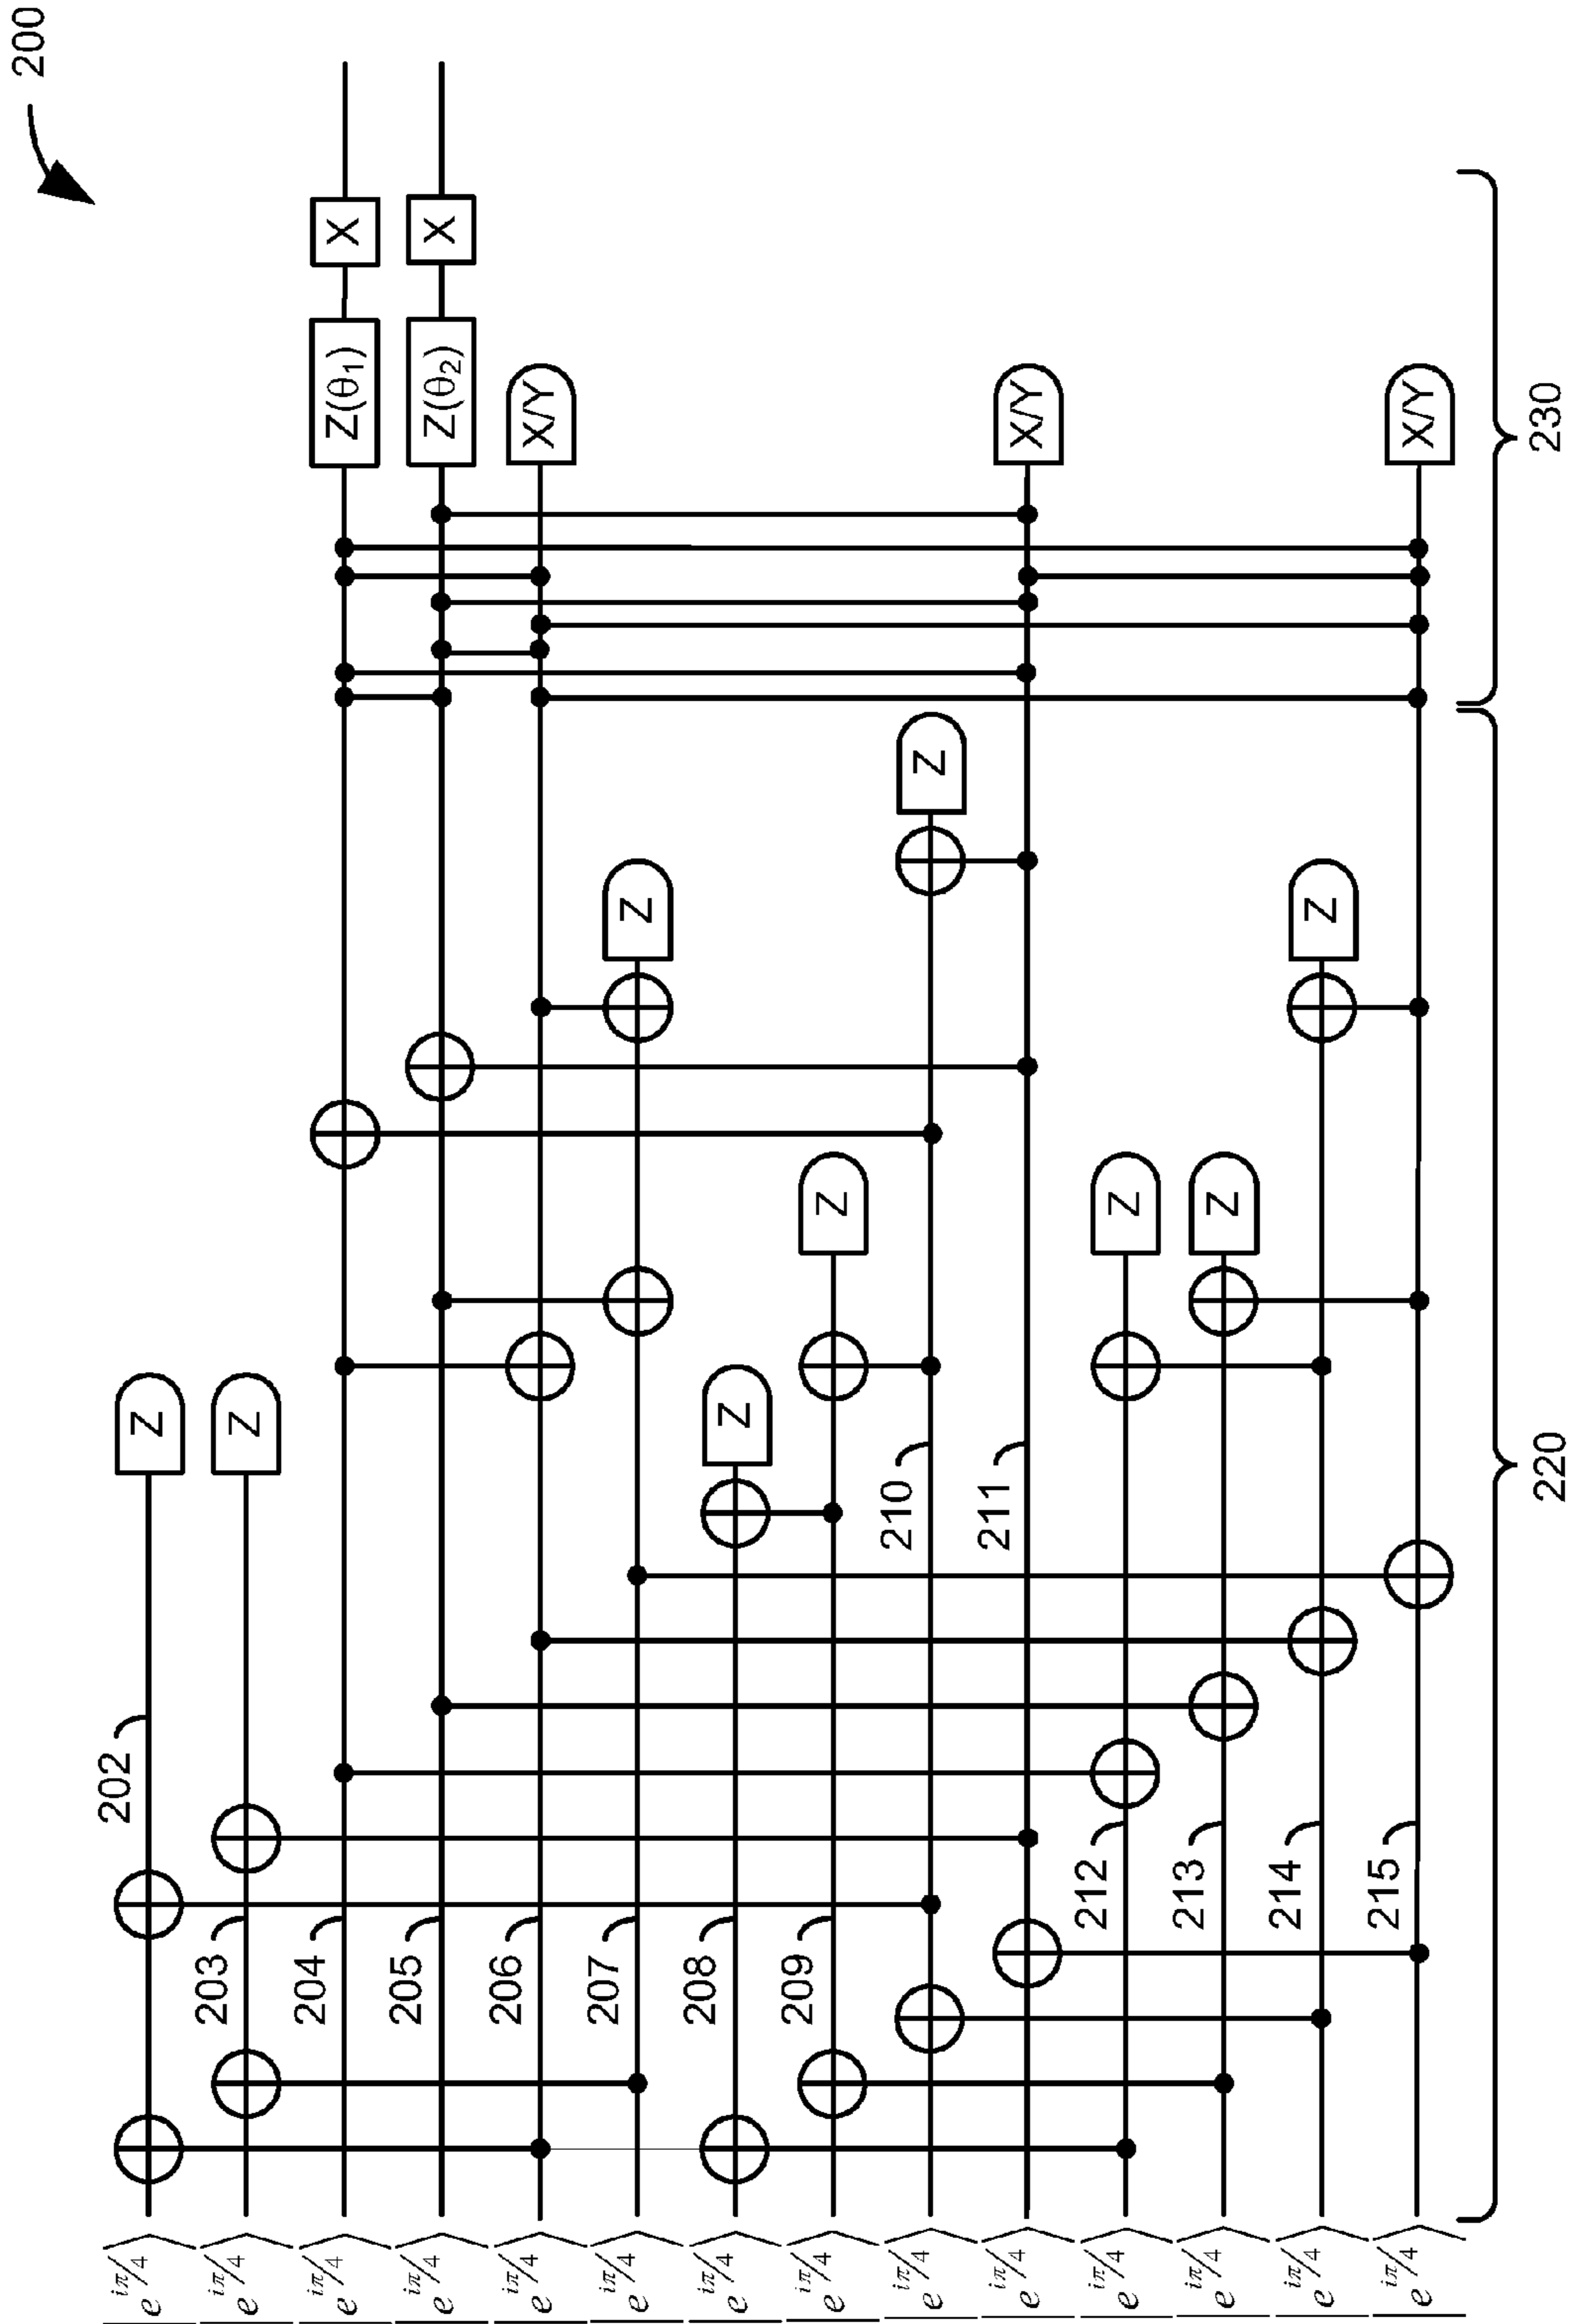 200
|e^{iπ/4}⟩ 202 Z
|e^{iπ/4}⟩ 203 Z
|e^{iπ/4}⟩ 204 Z(θ₁) X
|e^{iπ/4}⟩ 205 Z(θ₂) X
|e^{iπ/4}⟩ 206 X/Y
|e^{iπ/4}⟩ 207 Z
|e^{iπ/4}⟩ 208 Z
|e^{iπ/4}⟩ 209 Z
|e^{iπ/4}⟩ 210 Z
|e^{iπ/4}⟩ 211 X/Y
|e^{iπ/4}⟩ 212 Z
|e^{iπ/4}⟩ 213 Z
|e^{iπ/4}⟩ 214 Z
|e^{iπ/4}⟩ 215 X/Y
220 230